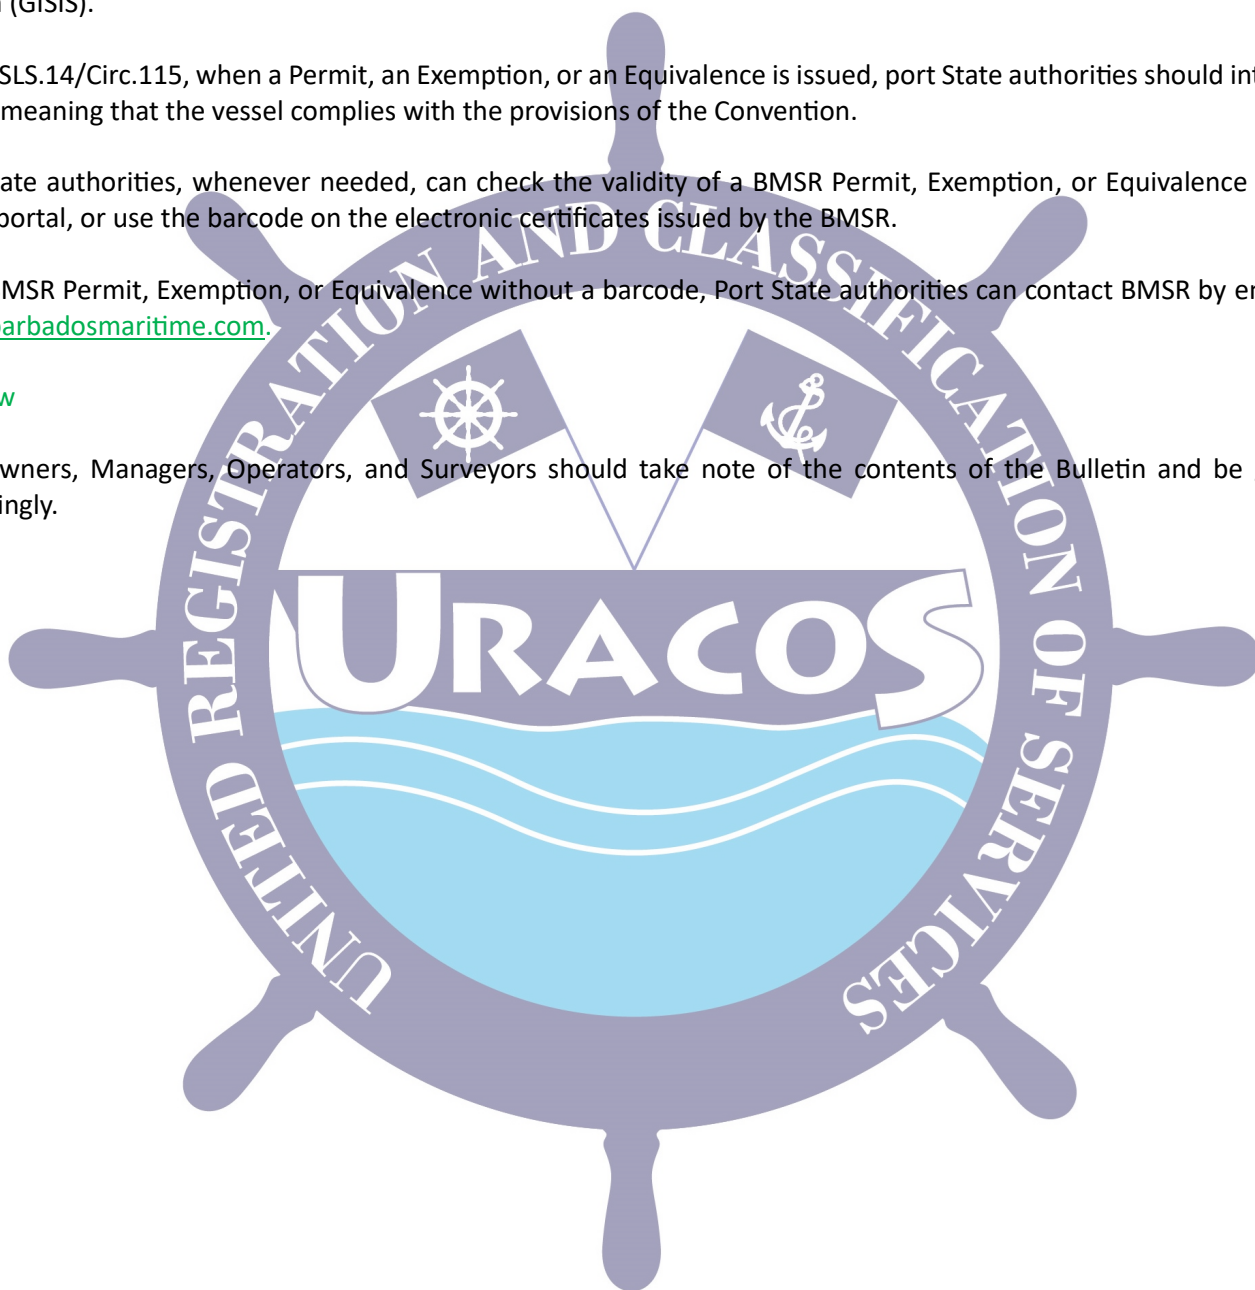 (GISIS).
SLS.14/Circ.115, when a Permit, an Exemption, or an Equivalence is issued, port State authorities should int
meaning that the vessel complies with the provisions of the Convention.
ate authorities, whenever needed, can check the validity of a BMSR Permit, Exemption, or Equivalence
portal, or use the barcode on the electronic certificates issued by the BMSR.
MSR Permit, Exemption, or Equivalence without a barcode, Port State authorities can contact BMSR by em
barbadosmaritime.com.
w
wners, Managers, Operators, and Surveyors should take note of the contents of the Bulletin and be
ingly.
UNITED REGISTRATION AND CLASSIFICATION OF SERVICES
URACOS